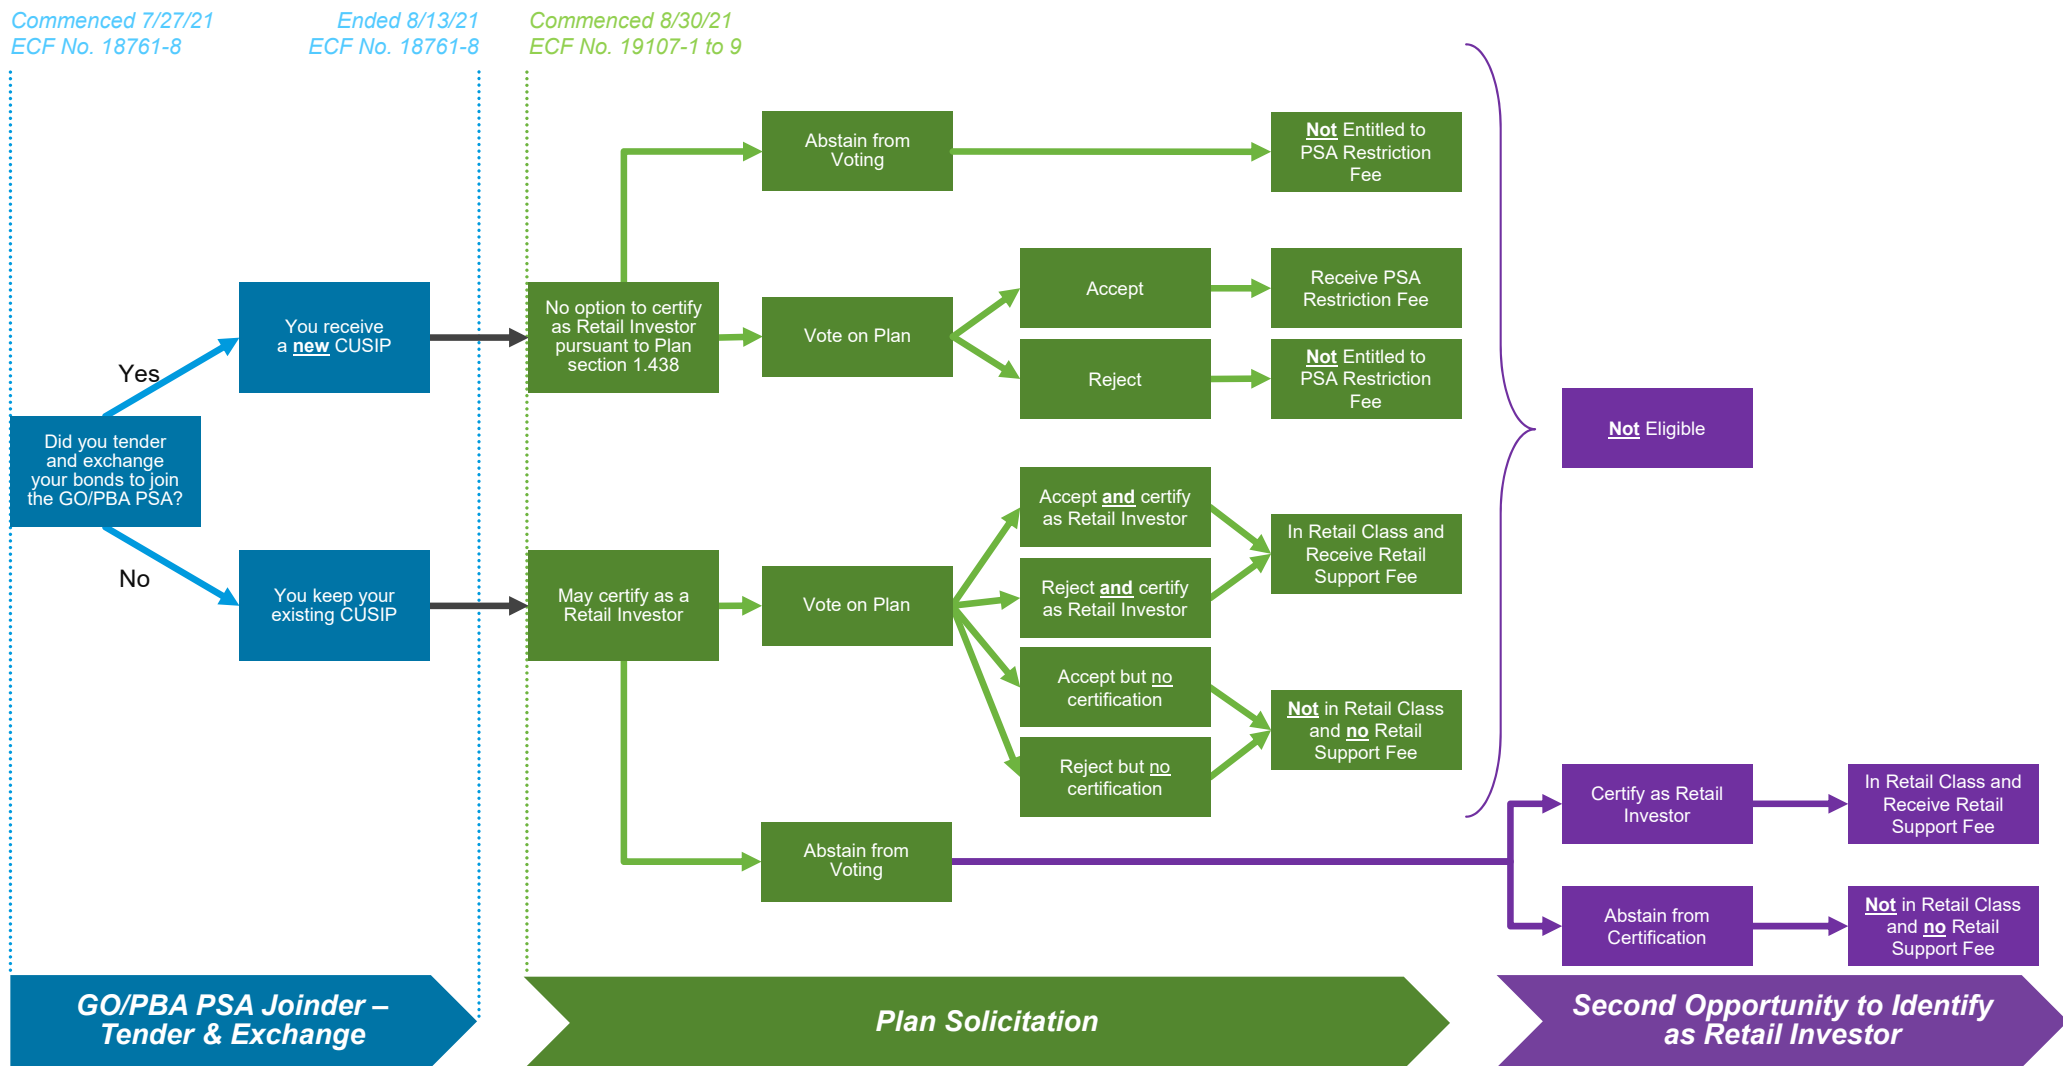 Commenced 7/27/21
ECF No. 18761-8
Ended 8/13/21
ECF No. 18761-8
Commenced 8/30/21
ECF No. 19107-1 to 9
Did you tender
and exchange
your bonds to join
the GO/PBA PSA?
Yes
No
You receive
a new CUSIP
You keep your
existing CUSIP
No option to certify
as Retail Investor
pursuant to Plan
section 1.438
May certify as a
Retail Investor
Abstain from
Voting
Vote on Plan
Accept
Reject
Not Entitled to
PSA Restriction
Fee
Receive PSA
Restriction Fee
Not Entitled to
PSA Restriction
Fee
Vote on Plan
Accept and certify
as Retail Investor
Reject and certify
as Retail Investor
Accept but no
certification
Reject but no
certification
In Retail Class and
Receive Retail
Support Fee
Not in Retail Class
and no Retail
Support Fee
Abstain from
Voting
Not Eligible
Certify as Retail
Investor
In Retail Class and
Receive Retail
Support Fee
Abstain from
Certification
Not in Retail Class
and no Retail
Support Fee
GO/PBA PSA Joinder –
Tender & Exchange
Plan Solicitation
Second Opportunity to Identify
as Retail Investor